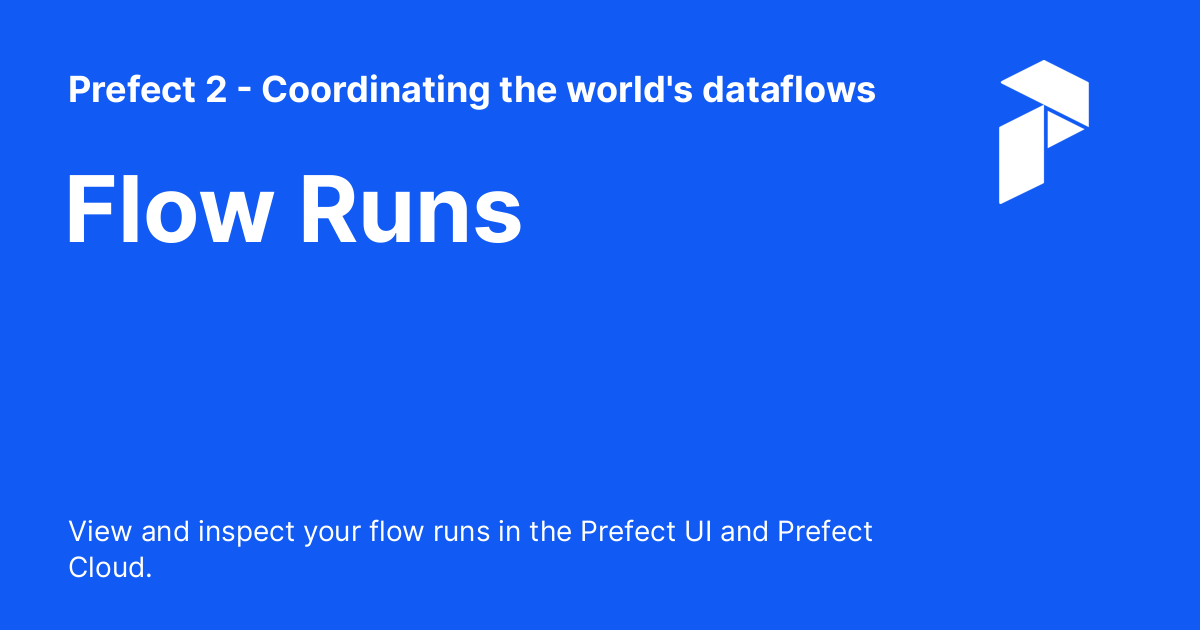 Prefect 2 - Coordinating the world's dataflows
Flow Runs
View and inspect your flow runs in the Prefect UI and Prefect
Cloud.